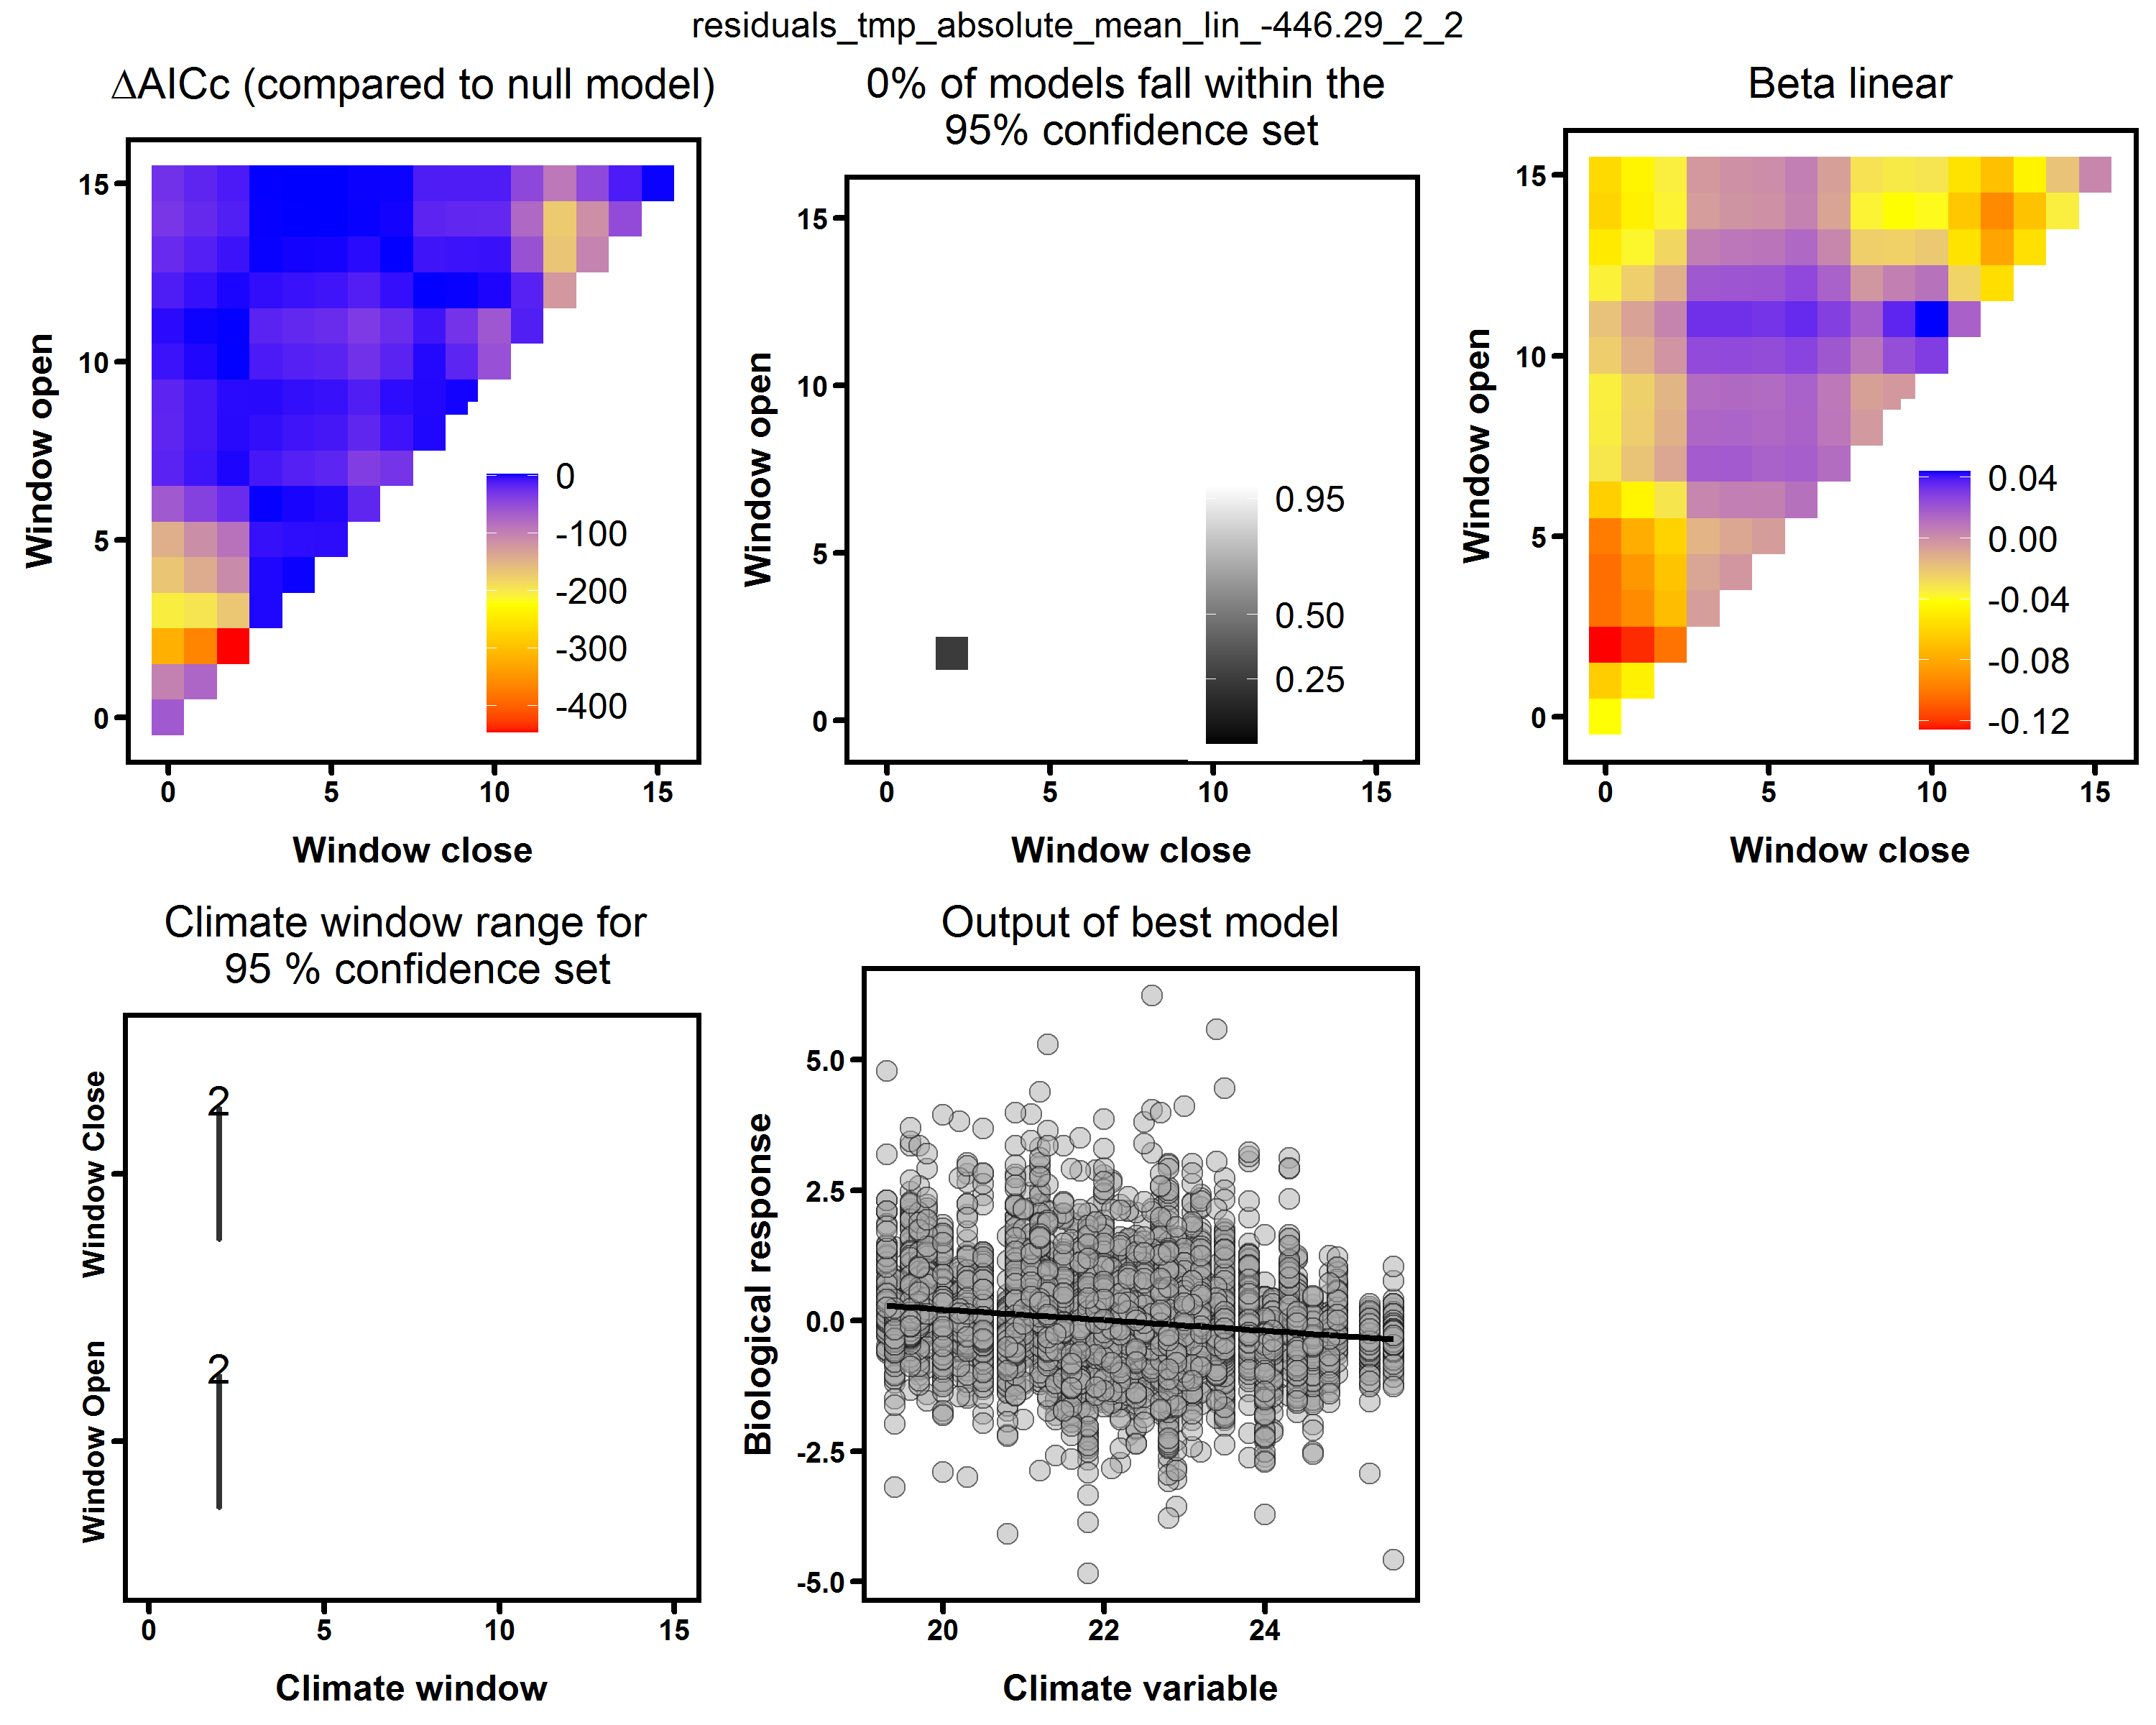 residuals_tmp_absolute_mean_lin_-446.29_2_2
ΔAICc (compared to null model)
15
10
5
0
0
5
10
15
Window open
Window close
0
-100
-200
-300
-400
0% of models fall within the
95% confidence set
15
10
5
0
0
5
10
15
Window open
Window close
0.95
0.50
0.25
Beta linear
15
10
5
0
0
5
10
15
Window open
Window close
0.04
0.00
-0.04
-0.08
-0.12
Climate window range for
95 % confidence set
Window Close
Window Open
2
2
0
5
10
15
Climate window
Output of best model
5.0
2.5
0.0
-2.5
-5.0
Biological response
20
22
24
Climate variable